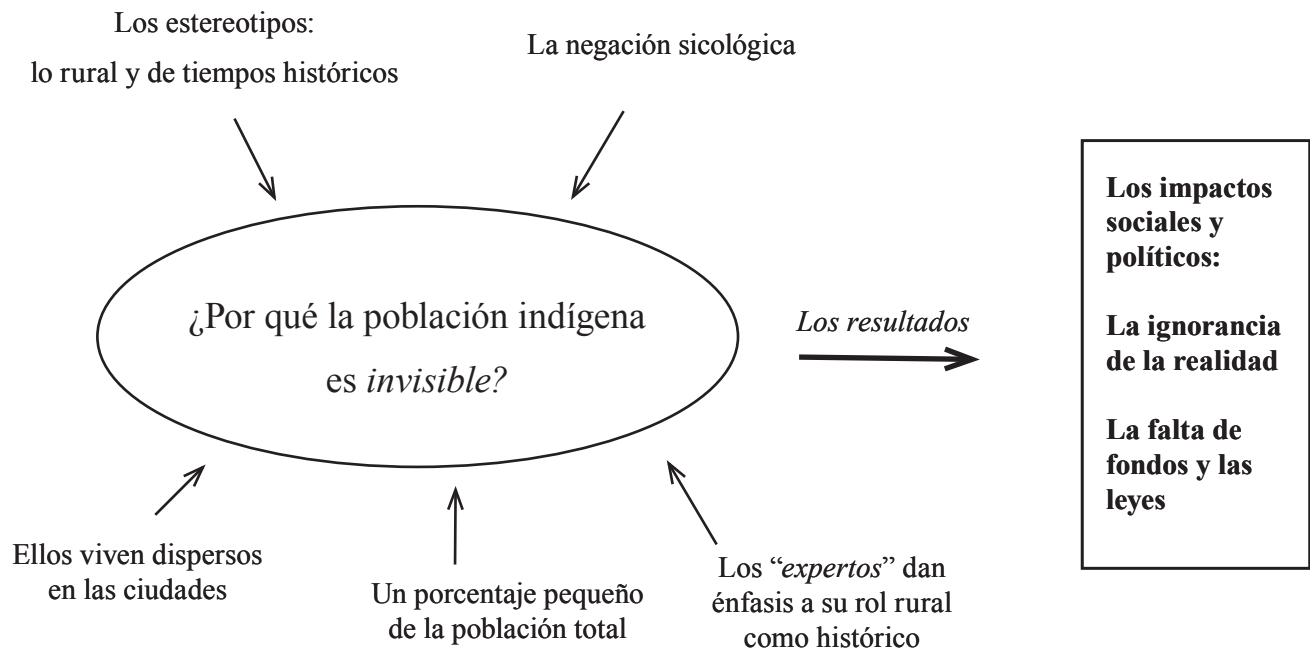 Los estereotipos:
lo rural y de tiempos históricos
La negación sicológica
¿Por qué la población indígena
es invisible?
Los resultados
Los impactos
sociales y
políticos:
La ignorancia
de la realidad
La falta de
fondos y las
leyes
Ellos viven dispersos
en las ciudades
Un porcentaje pequeño
de la población total
Los “expertos” dan
énfasis a su rol rural
como histórico